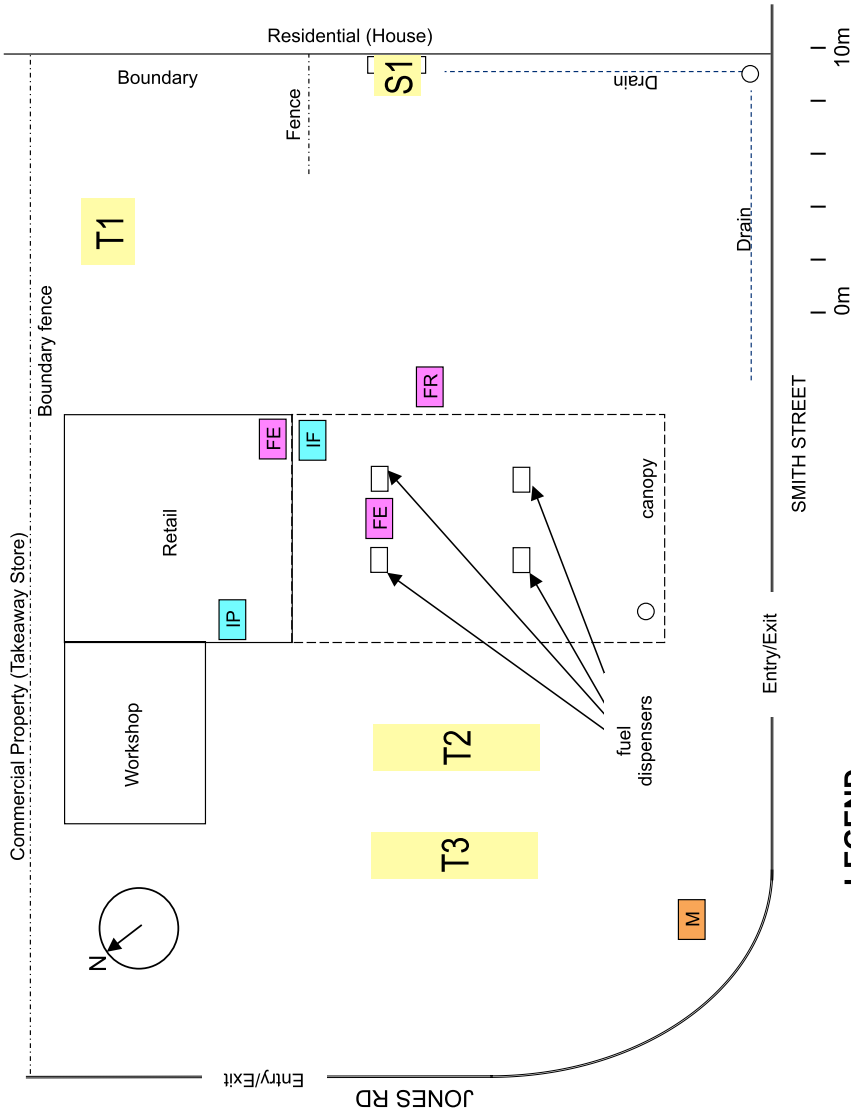 Commercial Property (Takeaway Store)
Boundary fence
Residential (House)
Boundary
Fence
S1
Drain
Drain
T1
FR
FE
IF
Retail
FE
IP
canopy
Workshop
T2
T3
fuel
dispensers
N
M
Entry/Exit
JONES RD
Entry/Exit
SMITH STREET
0m
10m